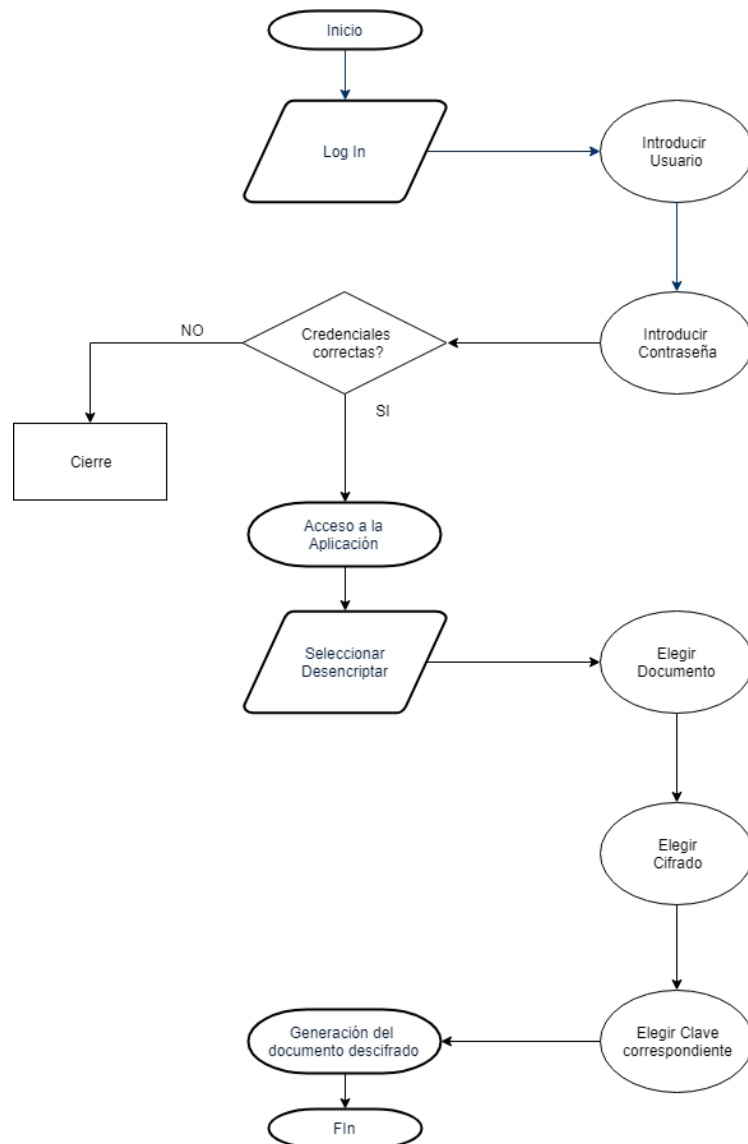 Inicio
Log In
Introducir
Usuario
Introducir
Contraseña
Credenciales
correctas?
NO
SI
Cierre
Acceso a la
Aplicación
Seleccionar
Desencriptar
Elegir
Documento
Elegir
Cifrado
Elegir Clave
correspondiente
Generación del
documento descifrado
FIn